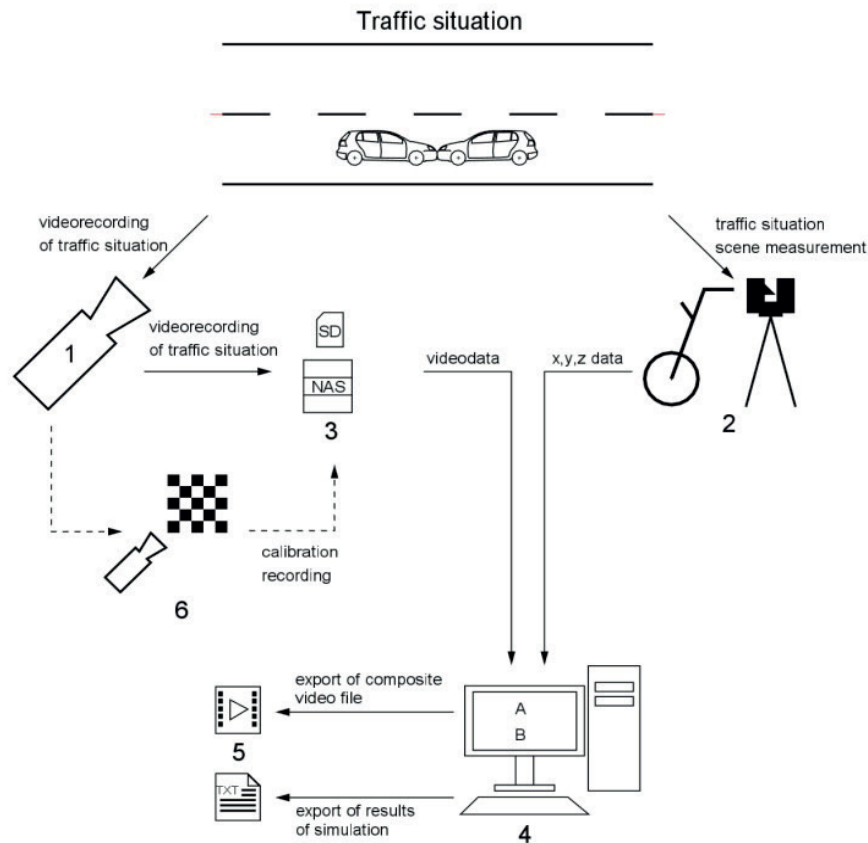 Traffic situation
videorecording
of traffic situation
traffic situation
scene measurement
1
videorecording
of traffic situation
SD
NAS
3
videodata
x,y,z data
2
calibration
recording
6
export of composite
video file
5
A
B
TXT
export of results
of simulation
4